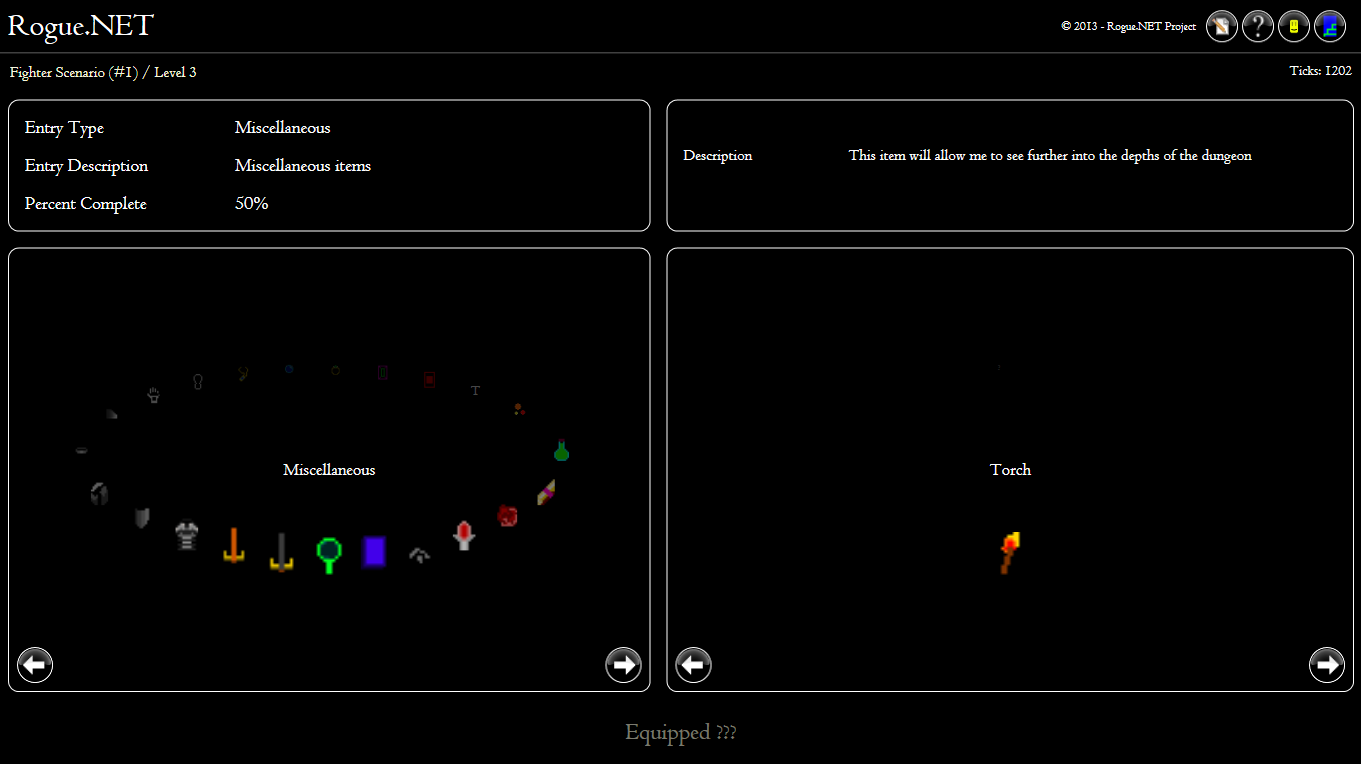 Rogue.NET
© 2013 - Rogue.NET Project
?
Fighter Scenario (#1) / Level 3
Ticks: 1202
Entry Type Miscellaneous
Entry Description Miscellaneous items
Percent Complete 50%
Description This item will allow me to see further into the depths of the dungeon
T
Miscellaneous
Torch
Equipped ???